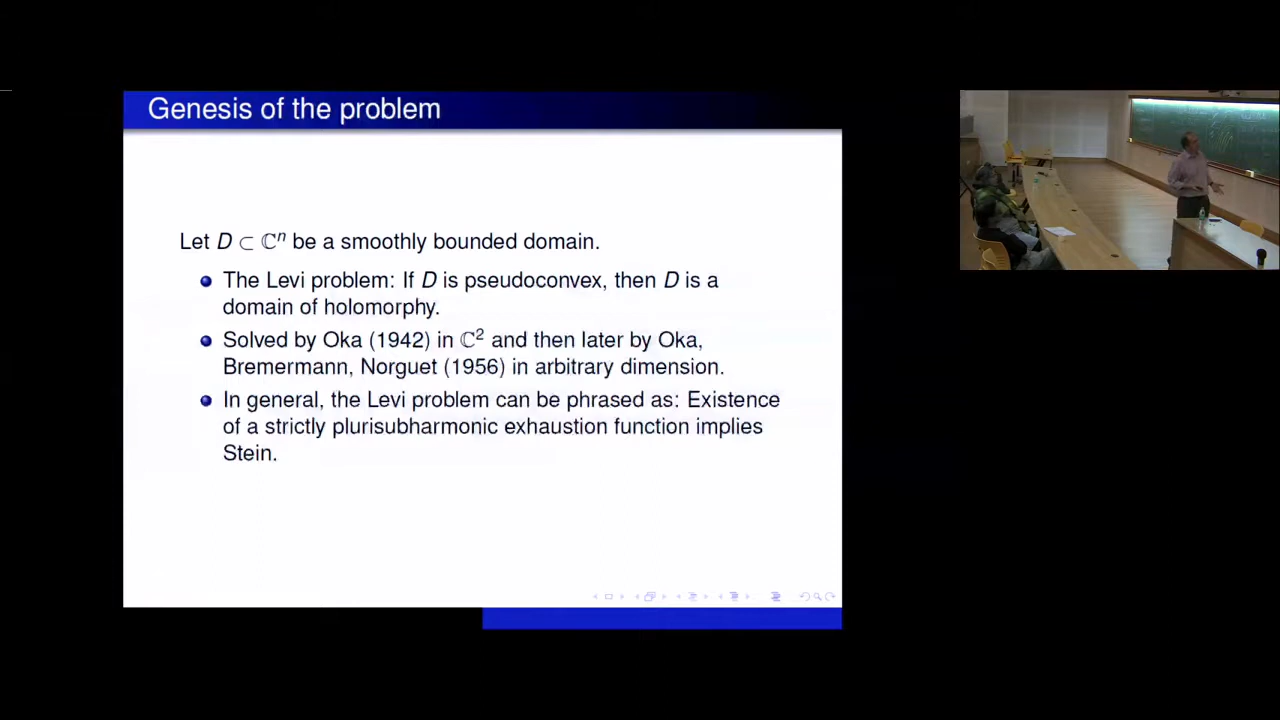 Genesis of the problem
Let D ⊂ ℂⁿ be a smoothly bounded domain.
The Levi problem: If D is pseudoconvex, then D is a
domain of holomorphy.
Solved by Oka (1942) in ℂ² and then later by Oka,
Bremermann, Norguet (1956) in arbitrary dimension.
In general, the Levi problem can be phrased as: Existence
of a strictly plurisubharmonic exhaustion function implies
Stein.